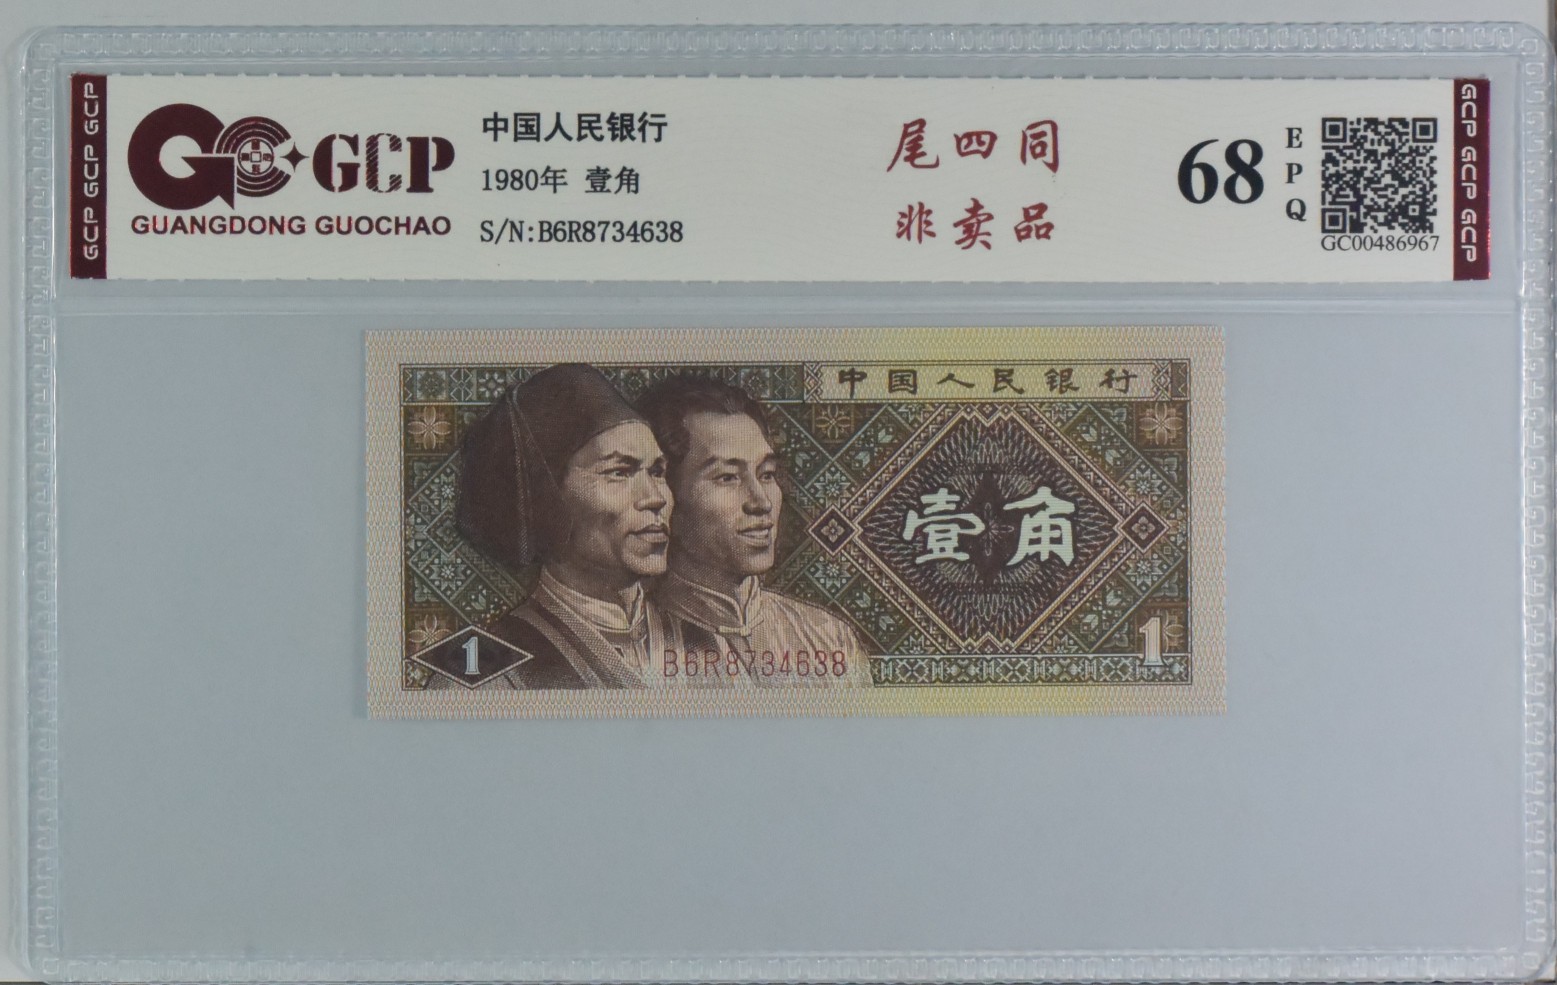 GCP GCP GCP
GCP
GUANGDONG GUOCHAO
中国人民银行
1980年 壹角
S/N:B6R8734638
尾四同
非卖品
68
EPQ
GC00486967
GCP GCP GCP
中国人民银行
壹角
1
B6R8734638
1